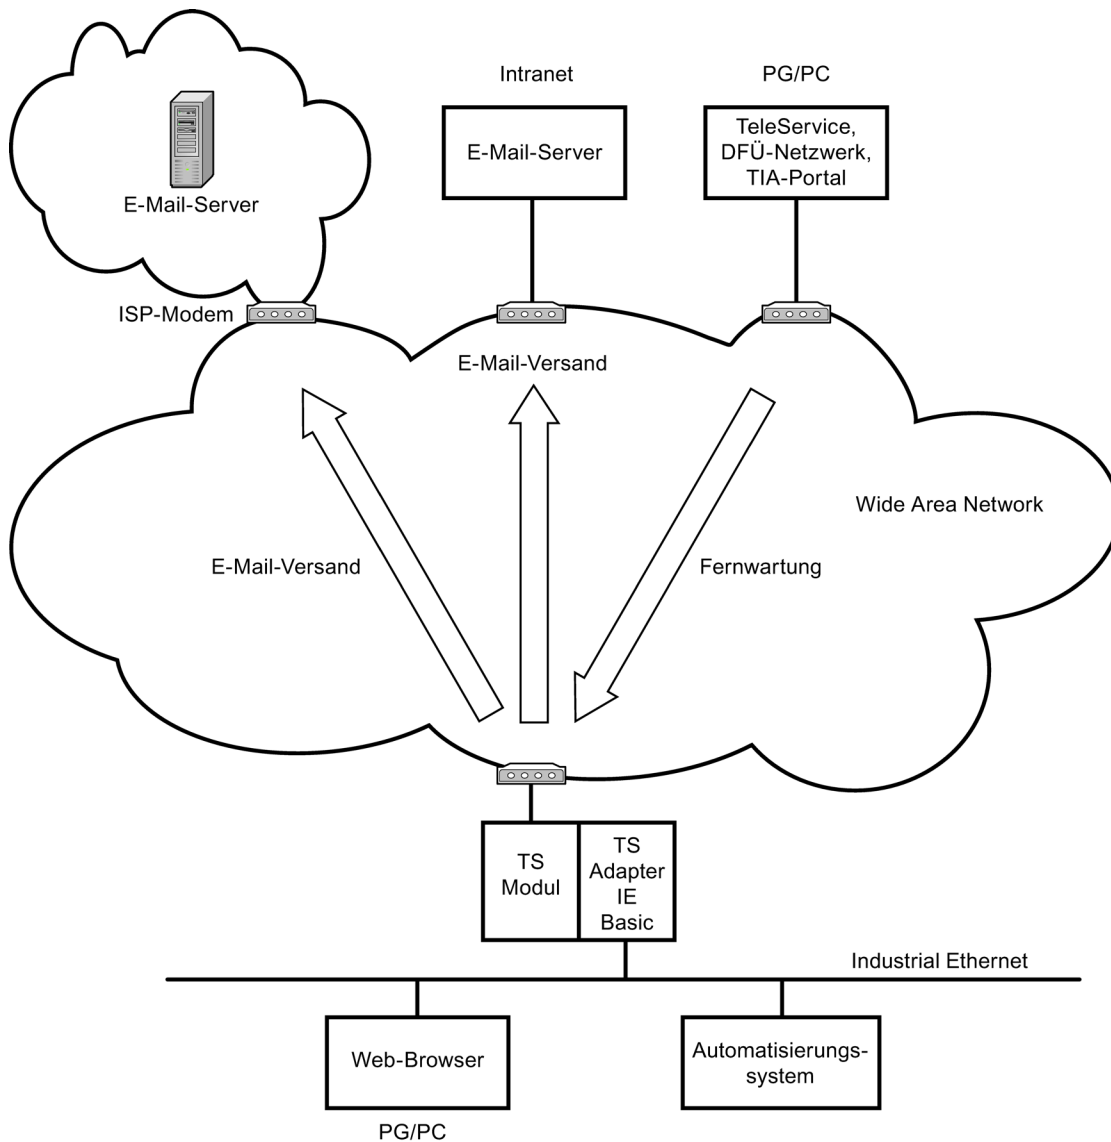 Intranet
PG/PC
E-Mail-Server
TeleService,
DFÜ-Netzwerk,
TIA-Portal
E-Mail-Server
ISP-Modem
E-Mail-Versand
Wide Area Network
E-Mail-Versand
Fernwartung
TS
Modul
TS
Adapter
IE
Basic
Industrial Ethernet
Web-Browser
Automatisierungs-
system
PG/PC